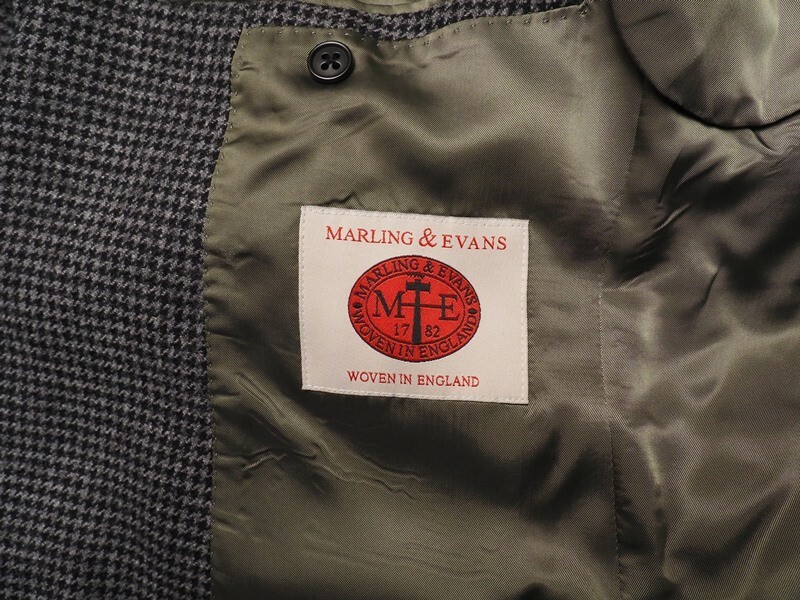 MARLING & EVANS
MARLING & EVANS
M E
17 82
WOVEN IN ENGLAND
WOVEN IN ENGLAND